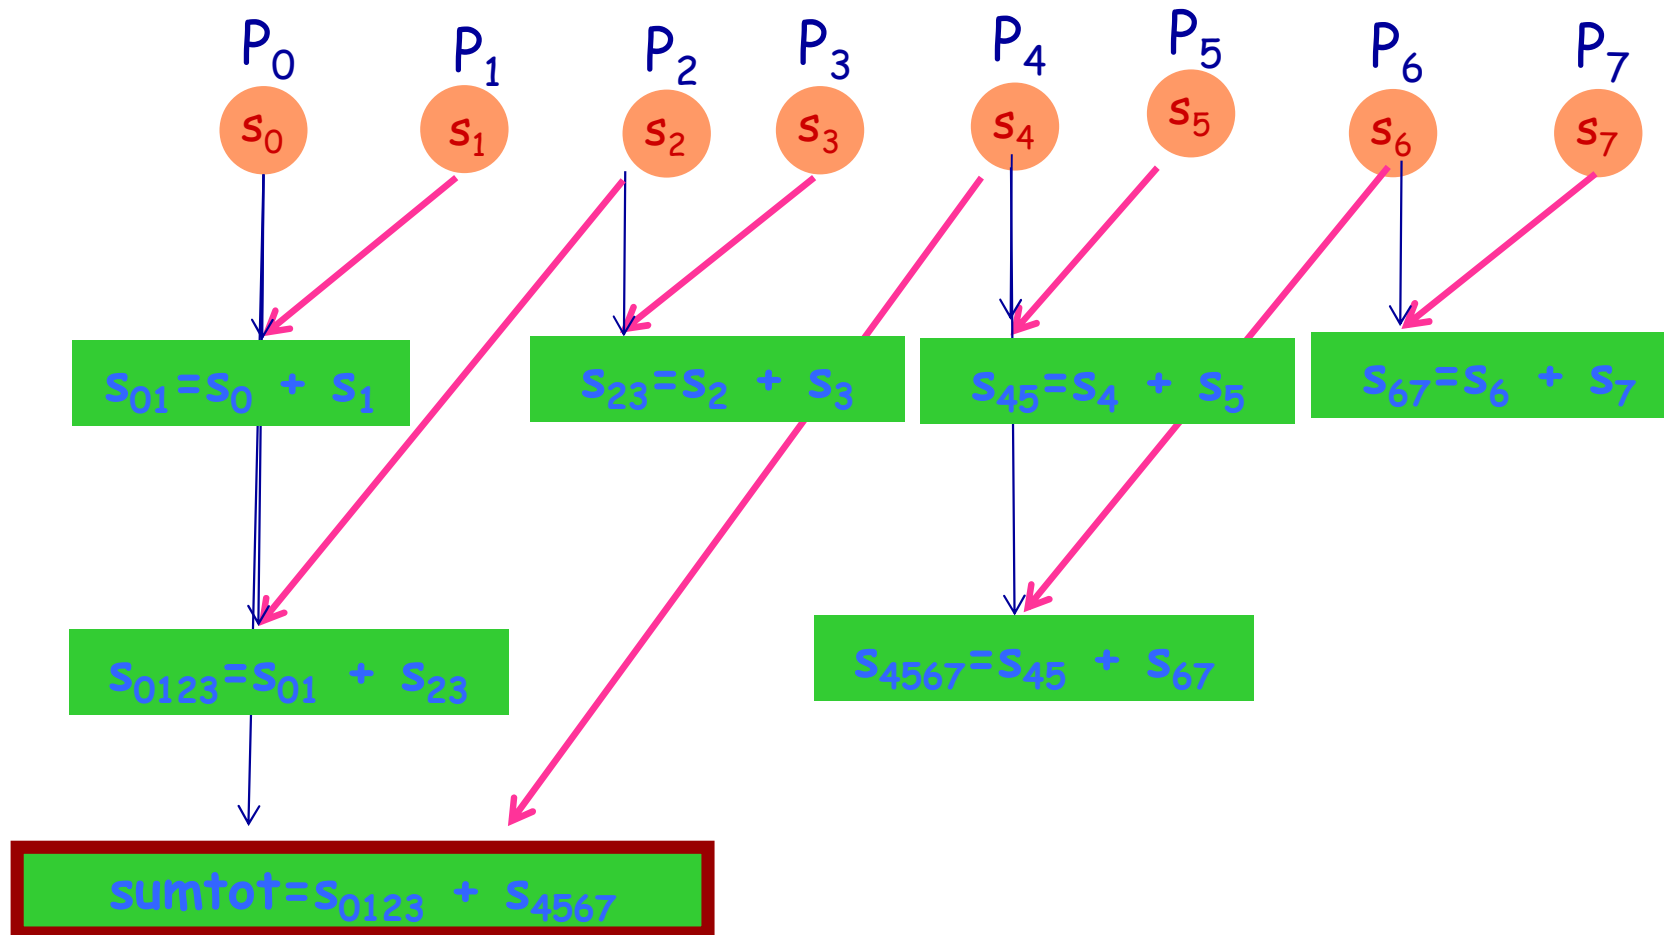 P₀ P₁ P₂ P₃ P₄ P₅ P₆ P₇
s₀ s₁ s₂ s₃ s₄ s₅ s₆ s₇
s₀₁=s₀ + s₁ s₂₃=s₂ + s₃ s₄₅=s₄ + s₅ s₆₇=s₆ + s₇
s₀₁₂₃=s₀₁ + s₂₃ s₄₅₆₇=s₄₅ + s₆₇
sumtot=s₀₁₂₃ + s₄₅₆₇